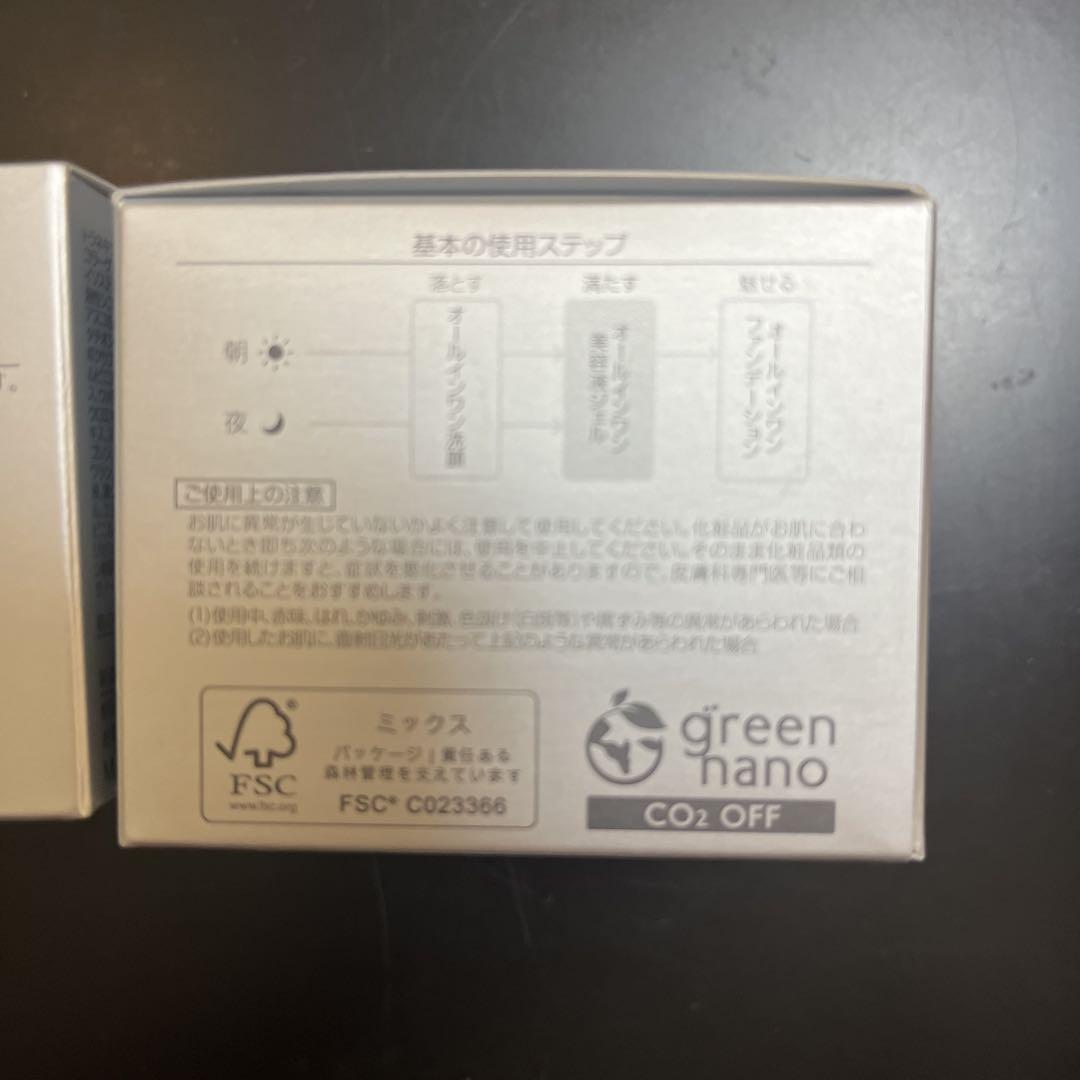 基本の使用ステップ
落とす 満たす 魅せる
朝
夜
オールインワン洗顔
オールインワン
美容液ジェル
オールインワン
ファンデーション
ご使用上の注意
お肌に異常が生じていないかよく注意して使用してください。化粧品がお肌に合わ
ないとき即ち次のような場合には、使用を中止してください。そのまま化粧品類の
使用を続けますと、症状を悪化させることがありますので、皮膚科専門医等にご相
談されることをおすすめします。
(1)使用中、赤味、はれ、かゆみ、刺激、色抜け(白斑等)や黒ずみ等の異常があらわれた場合
(2)使用したお肌に、直射日光があたって上記のような異常があらわれた場合
FSC
www.fsc.org
ミックス
パッケージ|責任ある
森林管理を支えています
FSC® C023366
green
nano
CO2 OFF
す。